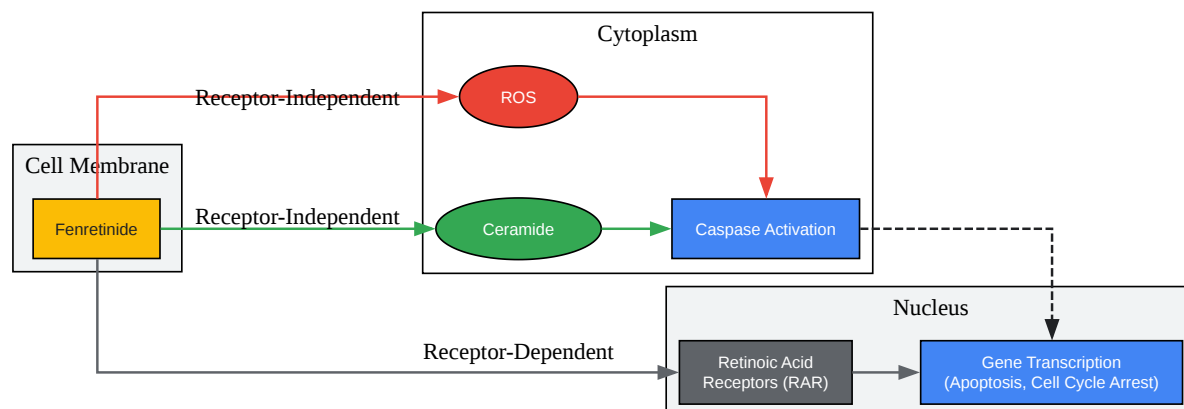 Cytoplasm
Receptor-Independent
ROS
Cell Membrane
Fenretinide
Receptor-Independent
Ceramide
Caspase Activation
Nucleus
Receptor-Dependent
Retinoic Acid
Receptors (RAR)
Gene Transcription
(Apoptosis, Cell Cycle Arrest)